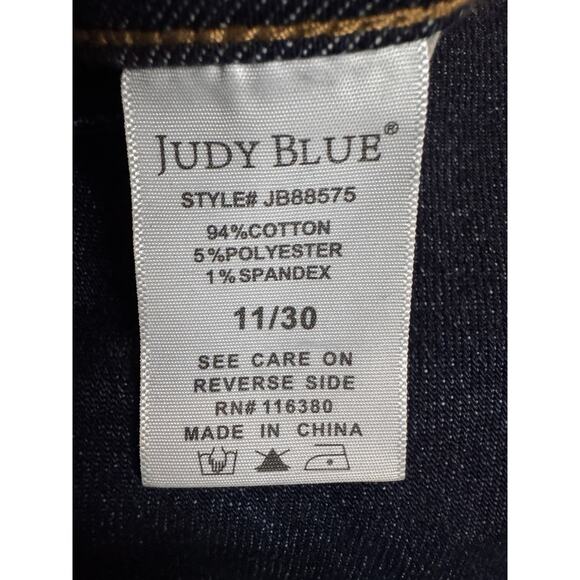 JUDY BLUE®
STYLE# JB88575
94%COTTON
5%POLYESTER
1%SPANDEX
11/30
SEE CARE ON
REVERSE SIDE
RN# 116380
MADE IN CHINA